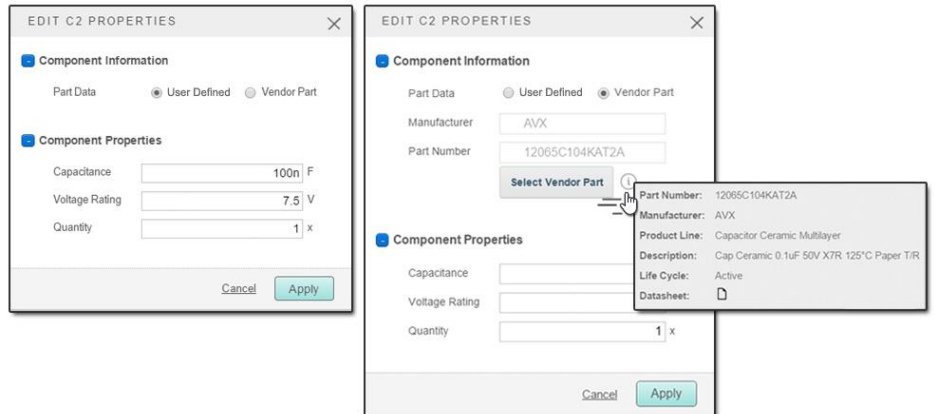 EDIT C2 PROPERTIES
Component Information
Part Data User Defined Vendor Part
Component Properties
Capacitance 100n F
Voltage Rating 7.5 V
Quantity 1 x
Cancel Apply
EDIT C2 PROPERTIES
Component Information
Part Data User Defined Vendor Part
Manufacturer AVX
Part Number 12065C104KAT2A
Select Vendor Part
Component Properties
Capacitance
Voltage Rating
Quantity 1 x
Cancel Apply
Part Number: 12065C104KAT2A
Manufacturer: AVX
Product Line: Capacitor Ceramic Multilayer
Description: Cap Ceramic 0.1uF 50V X7R 125°C Paper T/R
Life Cycle: Active
Datasheet: